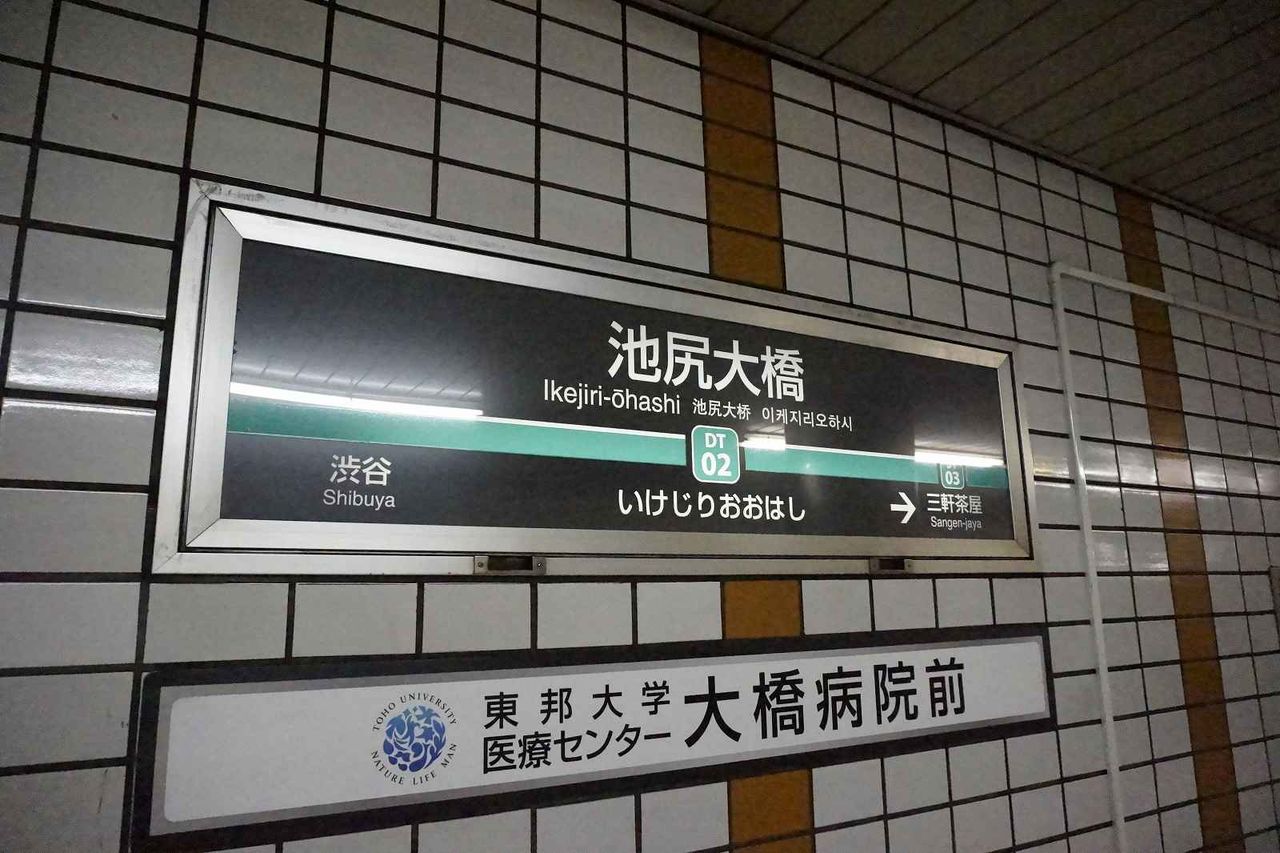 池尻大橋
Ikejiri-ōhashi 池尻大桥 이케지리오하시
DT
02
03
渋谷
Shibuya
いけじりおおはし
→ 三軒茶屋
Sangen-jaya
TOHO UNIVERSITY
NATURE LIFE MAN
東邦大学
医療センター
大橋病院前